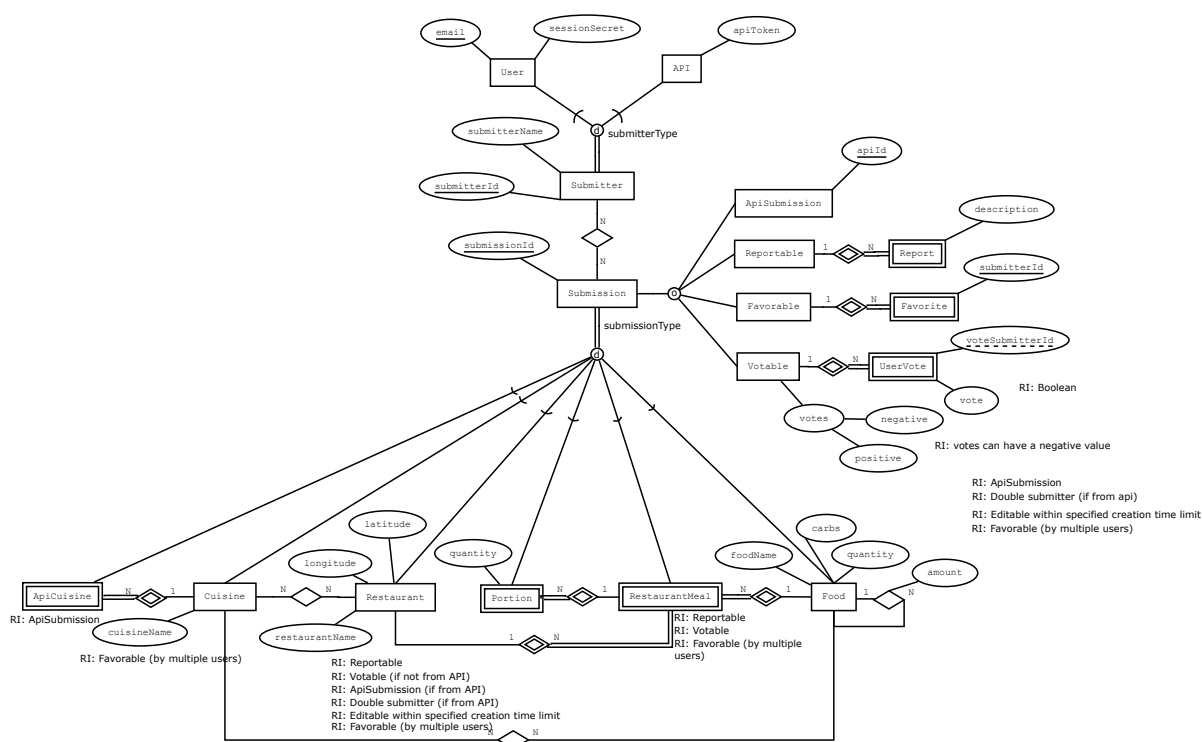 email
sessionSecret
apiToken
User
API
d
submitterType
submitterName
submitterId
Submitter
apiId
ApiSubmission
description
N
submissionId
N
Reportable
1
N
Report
submitterId
Submission
o
Favorable
1
N
Favorite
submissionType
voteSubmitterId
d
Votable
1
N
UserVote
RI: Boolean
vote
votes
negative
RI: votes can have a negative value
positive
RI: ApiSubmission
RI: Double submitter (if from api)
RI: Editable within specified creation time limit
RI: Favorable (by multiple users)
latitude
carbs
longitude
quantity
foodName
quantity
amount
ApiCuisine
N
1
Cuisine
N
N
Restaurant
Portion
N
1
RestaurantMeal
N
1
Food
1
N
RI: ApiSubmission
cuisineName
restaurantName
1
N
RI: Reportable
RI: Votable
RI: Favorable (by multiple
users)
RI: Favorable (by multiple users)
RI: Reportable
RI: Votable (if not from API)
RI: ApiSubmission (if from API)
RI: Double submitter (if from API)
RI: Editable within specified creation time limit
RI: Favorable (by multiple users)
N
N